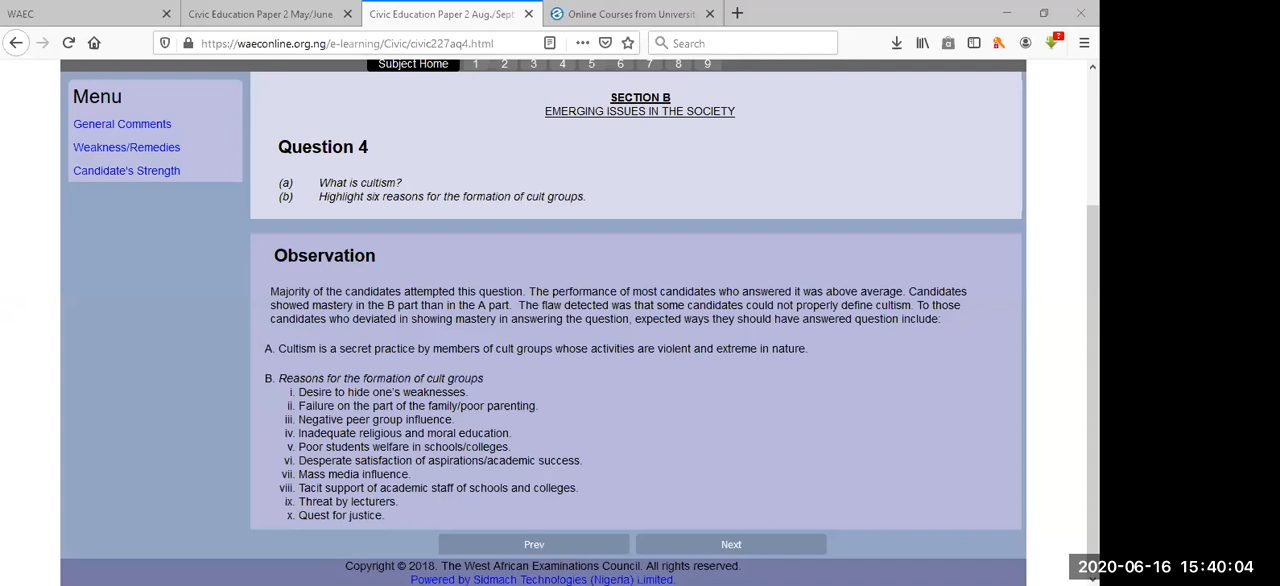 WAEC
Civic Education Paper 2 May/June
Civic Education Paper 2 Aug./Sept
Online Courses from Universit
https://waeconline.org.ng/e-learning/Civic/civic227aq4.html
Search
?
Subject Home 1 2 3 4 5 6 7 8 9
Menu
General Comments
Weakness/Remedies
Candidate's Strength
SECTION B
EMERGING ISSUES IN THE SOCIETY
Question 4
(a) What is cultism?
(b) Highlight six reasons for the formation of cult groups.
Observation
Majority of the candidates attempted this question. The performance of most candidates who answered it was above average. Candidates
showed mastery in the B part than in the A part. The flaw detected was that some candidates could not properly define cultism. To those
candidates who deviated in showing mastery in answering the question, expected ways they should have answered question include:
A. Cultism is a secret practice by members of cult groups whose activities are violent and extreme in nature.
B. Reasons for the formation of cult groups
i. Desire to hide one's weaknesses.
ii. Failure on the part of the family/poor parenting.
iii. Negative peer group influence.
iv. Inadequate religious and moral education.
v. Poor students welfare in schools/colleges.
vi. Desperate satisfaction of aspirations/academic success.
vii. Mass media influence.
viii. Tacit support of academic staff of schools and colleges.
ix. Threat by lecturers.
x. Quest for justice.
Prev
Next
Copyright © 2018. The West African Examinations Council. All rights reserved.
Powered by Sidmach Technologies (Nigeria) Limited.
2020-06-16 15:40:04